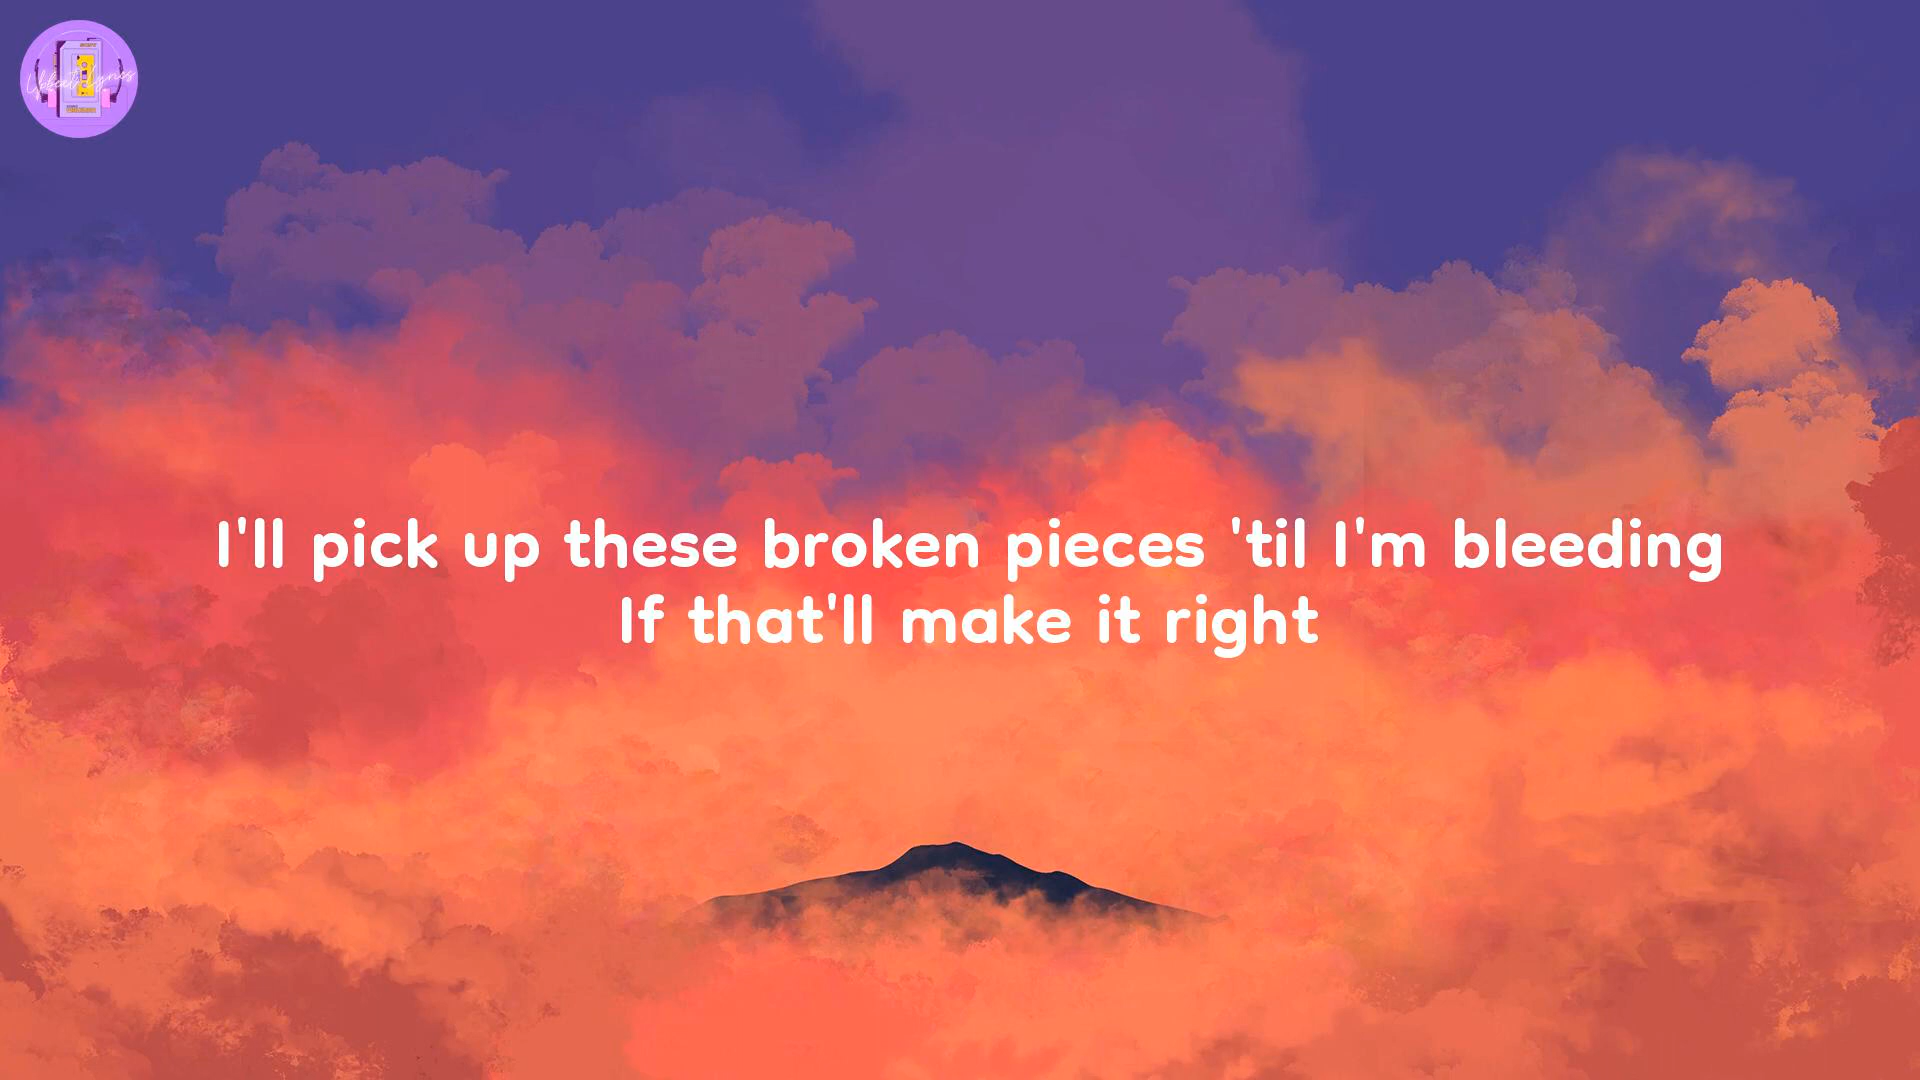 I'll pick up these broken pieces 'til I'm bleeding
If that'll make it right